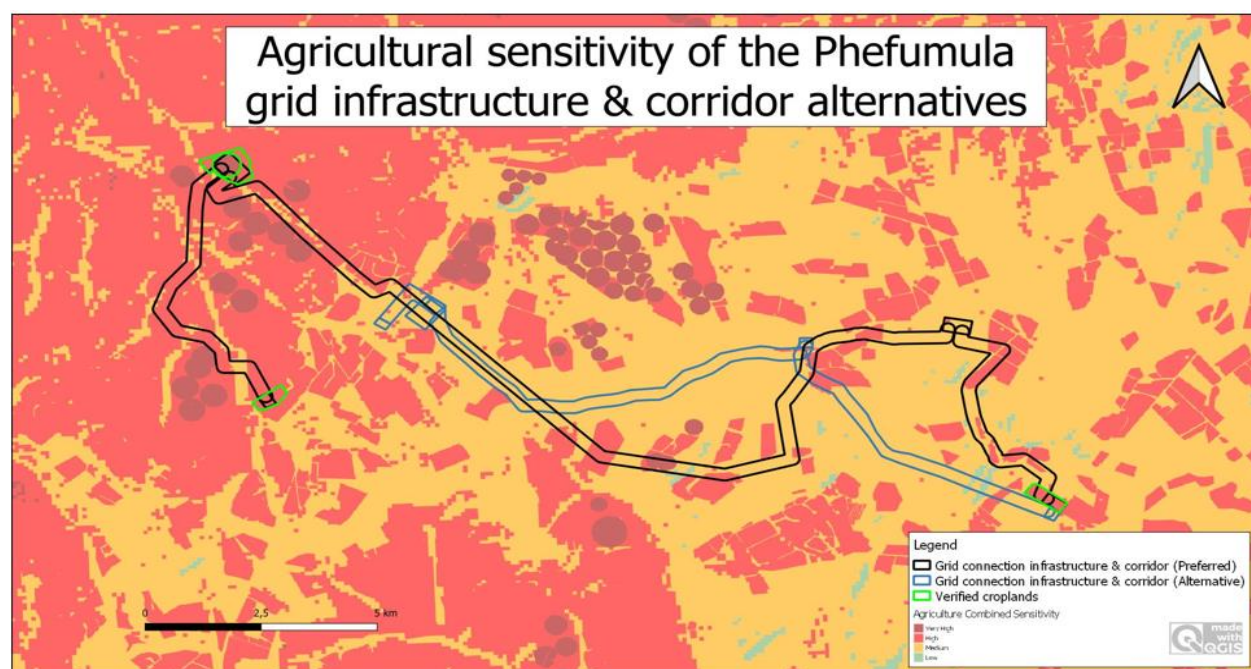 Agricultural sensitivity of the Phefumula
grid infrastructure & corridor alternatives
0
2,5
5 km
Legend
Grid connection infrastructure & corridor (Preferred)
Grid connection infrastructure & corridor (Alternative)
Verified croplands
Agriculture Combined Sensitivity
Very High
High
Medium
Low
made
with
QGIS